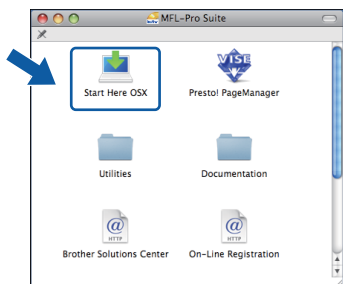 MFL-Pro Suite
Start Here OSX
VISE
Presto! PageManager
Utilities
Documentation
@
HTTP
@
HTTP
Brother Solutions Center
On-Line Registration